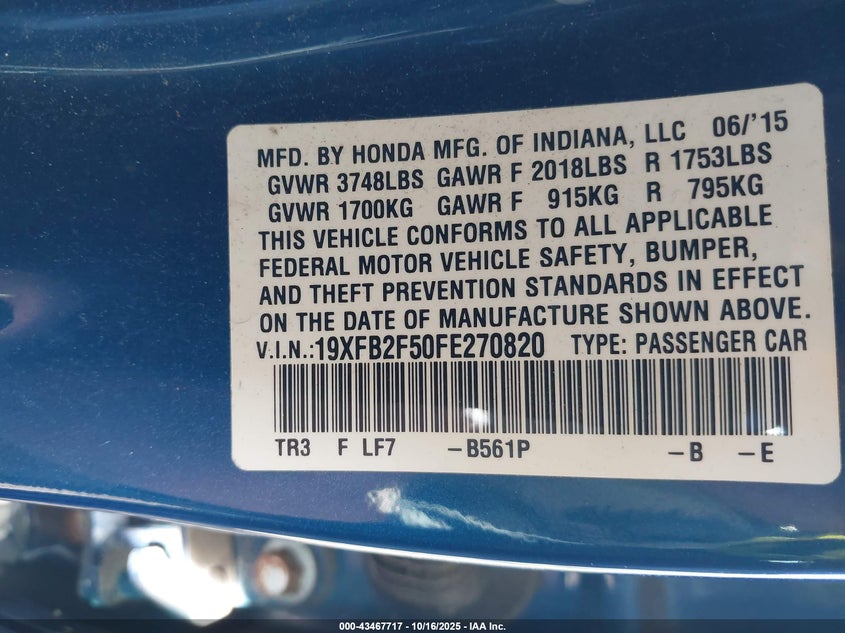 MFD. BY HONDA MFG. OF INDIANA, LLC 06/'15
GVWR 3748LBS GAWR F 2018LBS R 1753LBS
GVWR 1700KG GAWR F 915KG R 795KG
THIS VEHICLE CONFORMS TO ALL APPLICABLE
FEDERAL MOTOR VEHICLE SAFETY, BUMPER,
AND THEFT PREVENTION STANDARDS IN EFFECT
ON THE DATE OF MANUFACTURE SHOWN ABOVE.
V.I.N.:19XFB2F50FE270820 TYPE: PASSENGER CAR
TR3 F LF7 -B561P -B -E
000-43467717 - 10/16/2025 - IAA Inc.